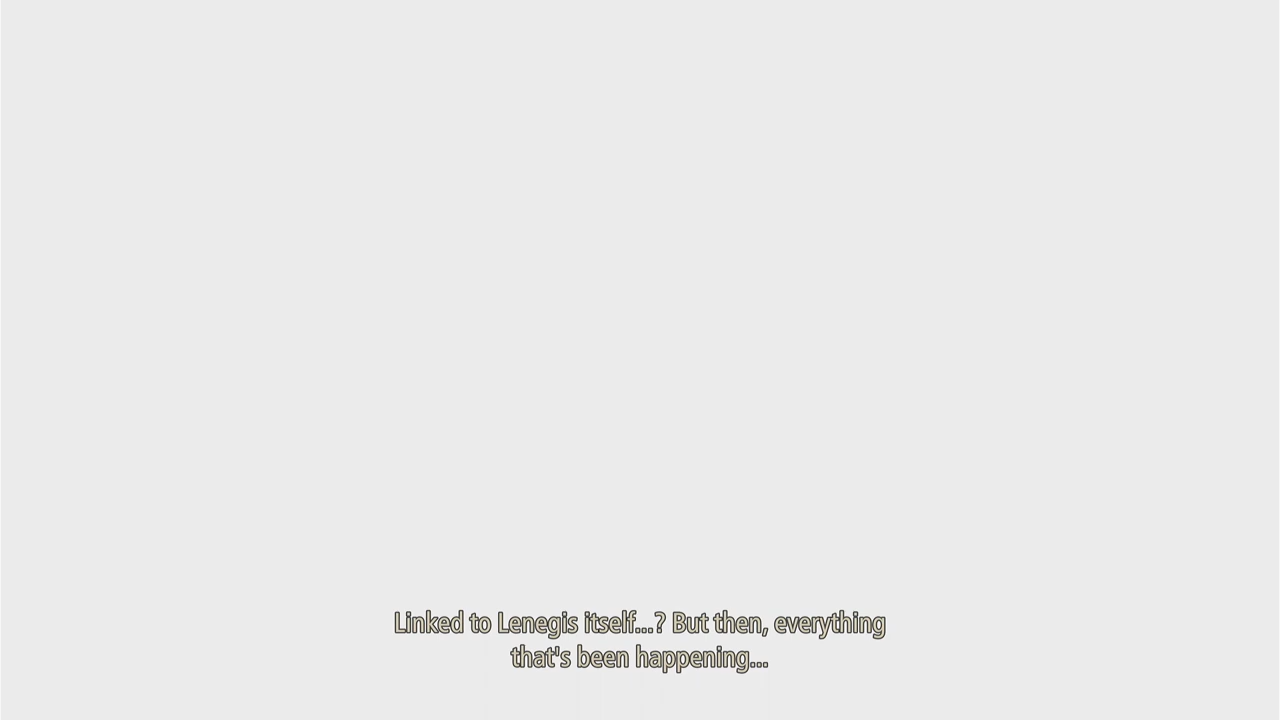 Linked to Lenegis itself...? But then, everything
that's been happening...